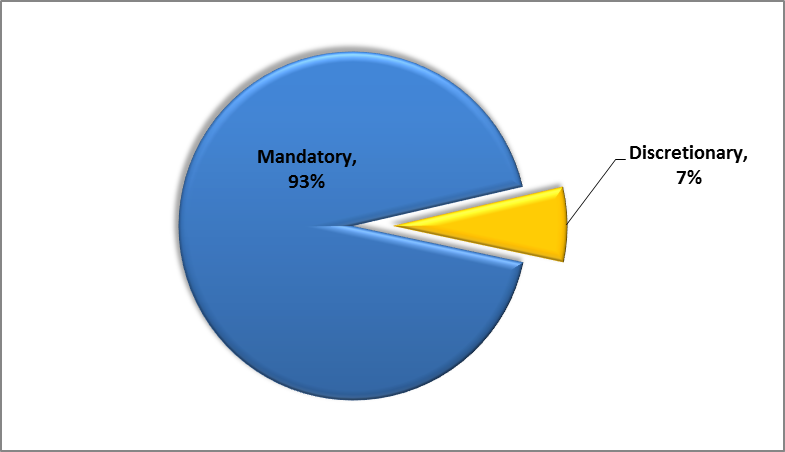 Mandatory,
93%
Discretionary,
7%